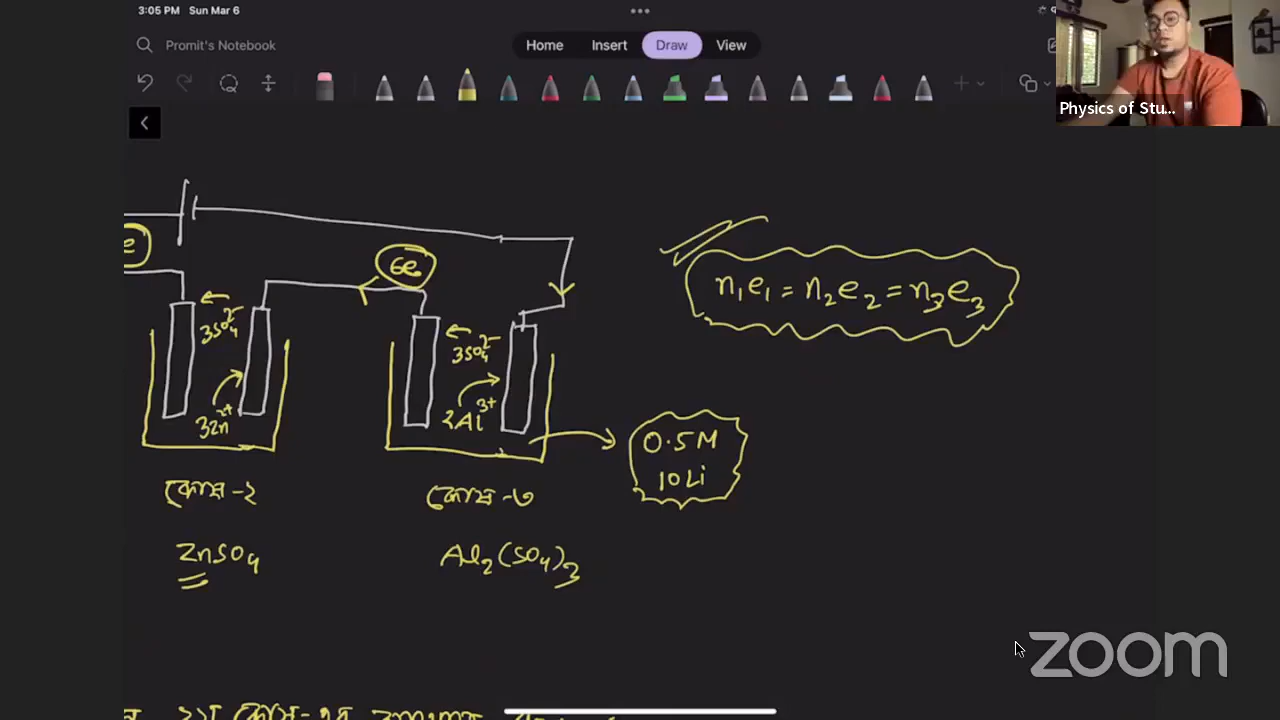 3:05 PM Sun Mar 6
Promit's Notebook
Home Insert Draw View
Physics of Stu...
e
6e
n₁e₁ = n₂e₂ = n₃e₃
3SO₄²⁻
3Zn²⁺
3SO₄²⁻
2Al³⁺
0.5M
10Li
কোষ-২
কোষ-৩
ZnSO₄
Al₂(SO₄)₃
zoom